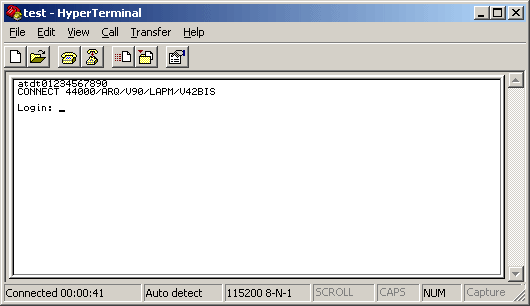 test - HyperTerminal
File Edit View Call Transfer Help
atdt01234567890
CONNECT 44000/ARQ/V90/LAPM/V42BIS
Login: _
Connected 00:00:41 Auto detect 115200 8-N-1 SCROLL CAPS NUM Capture